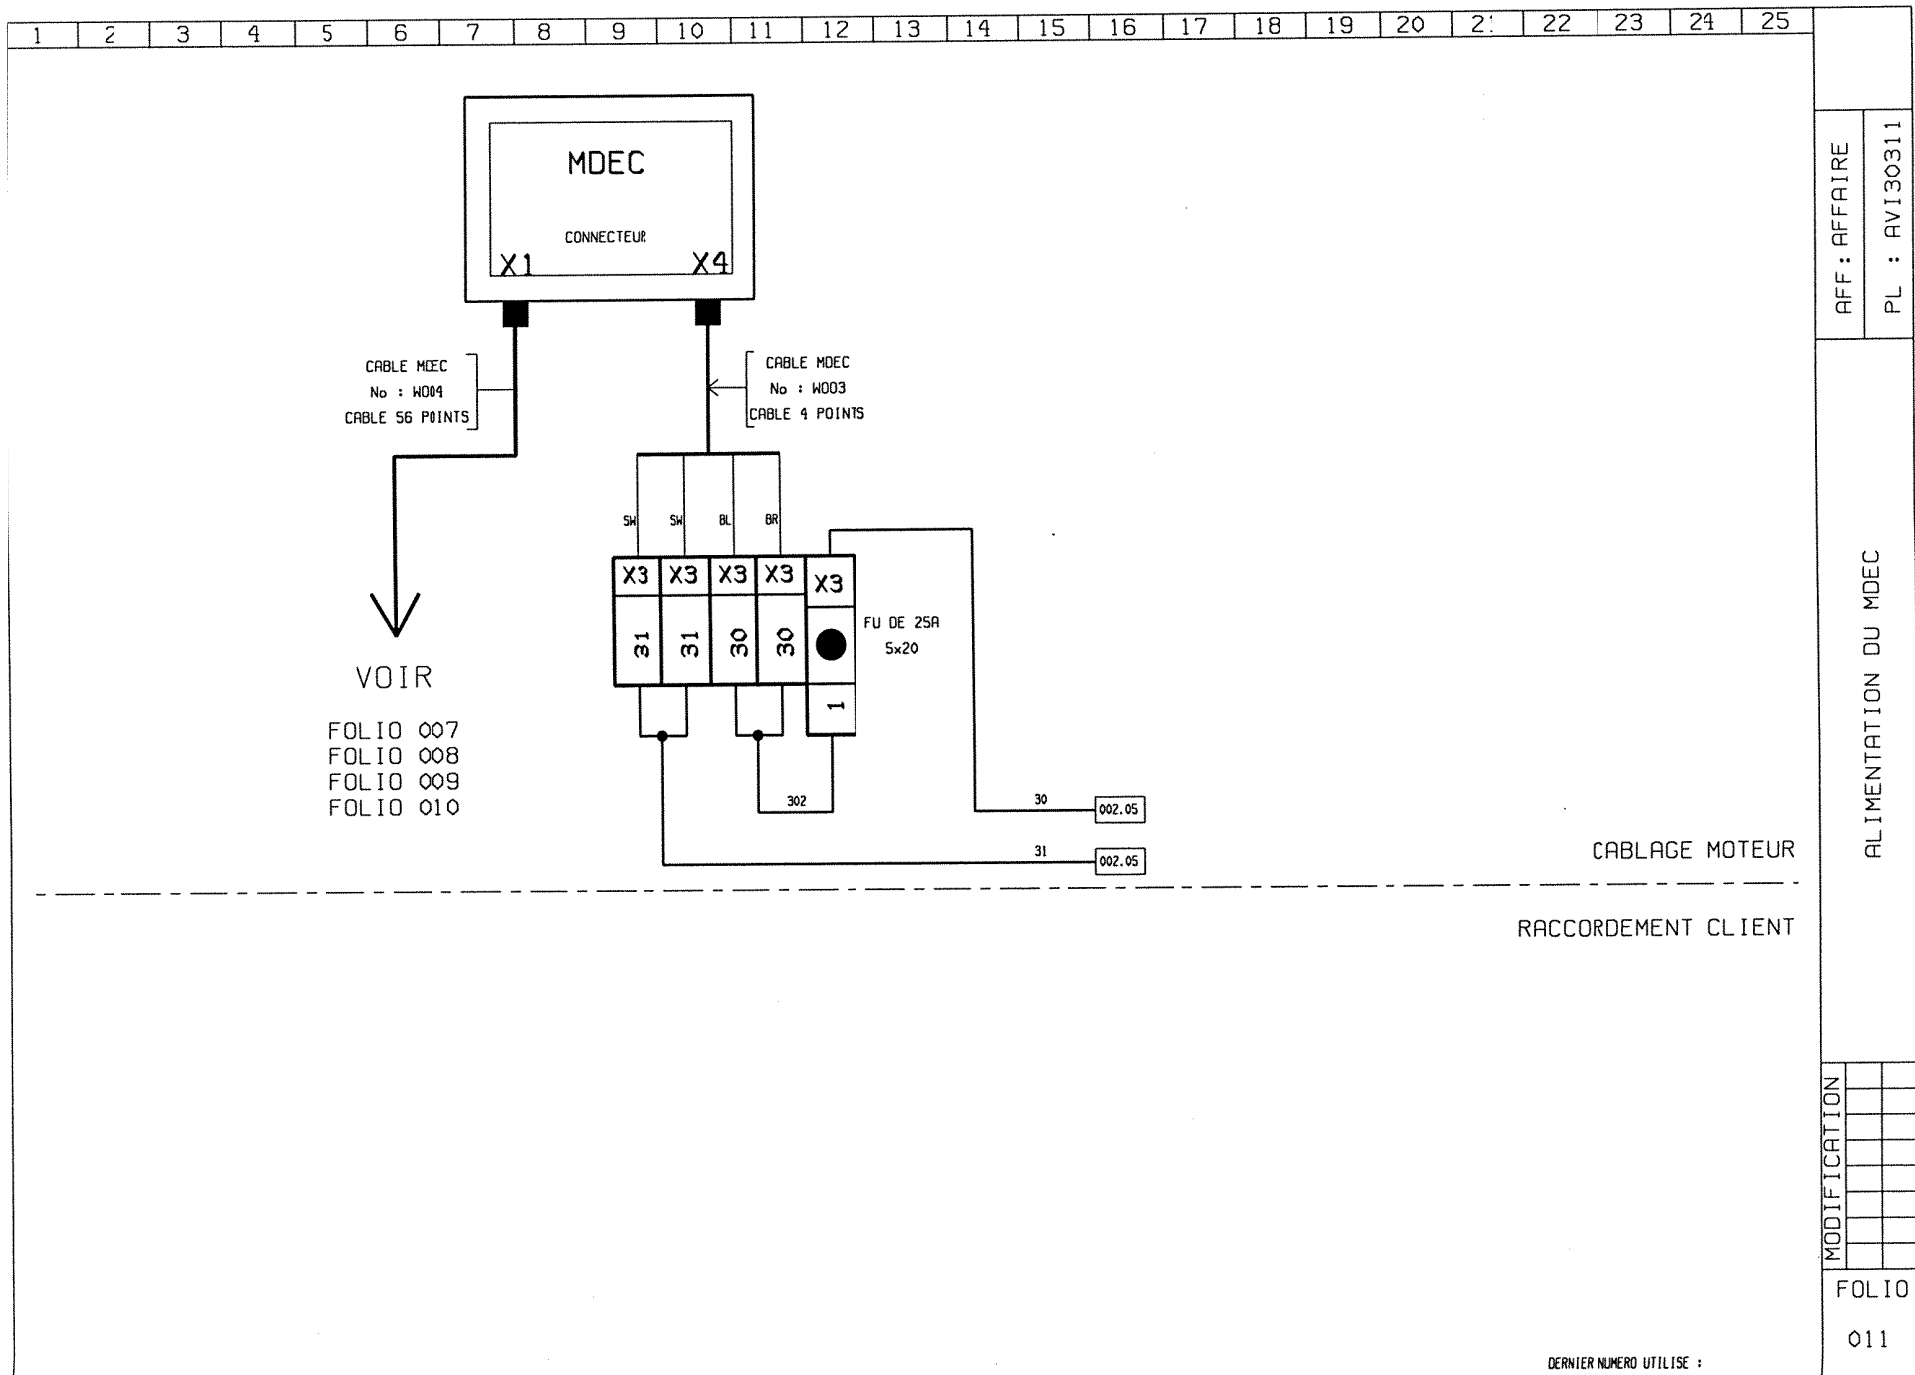 1 2 3 4 5 6 7 8 9 10 11 12 13 14 15 16 17 18 19 20 22 23 24 25
MDEC
CONNECTEUR
X1 X4
CABLE MDEC
No : W004
CABLE 56 POINTS
CABLE MDEC
No : W003
CABLE 4 POINTS
SW SW BL BR
X3 X3 X3 X3 X3
31 31 30 30
1
FU DE 25A
5x20
VOIR
FOLIO 007
FOLIO 008
FOLIO 009
FOLIO 010
302
30 002.05
31 002.05
CABLAGE MOTEUR
RACCORDEMENT CLIENT
AFF : AFFAIRE
PL : AVI30311
ALIMENTATION DU MDEC
MODIFICATION
FOLIO
011
DERNIER NUMERO UTILISE :